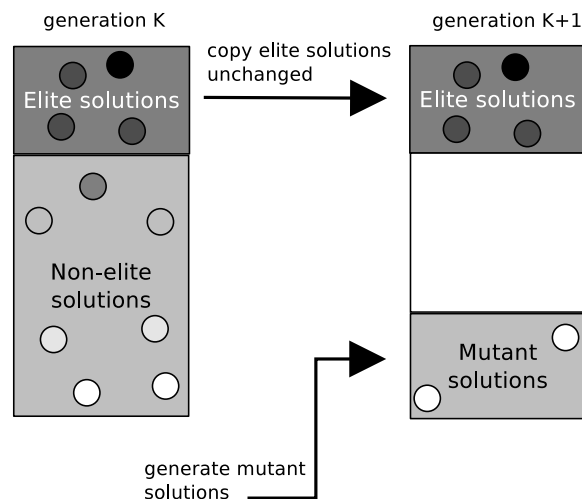 generation K
generation K+1
copy elite solutions
unchanged
Elite solutions
Elite solutions
Non-elite
solutions
Mutant
solutions
generate mutant
solutions